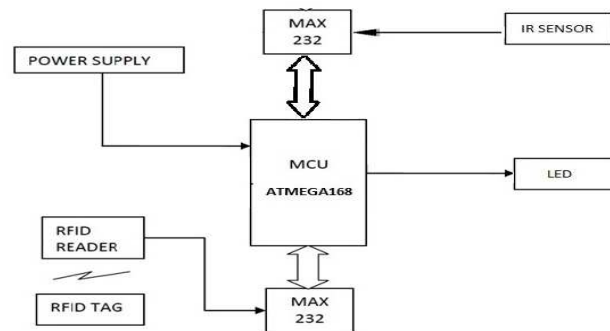 MAX
232
IR SENSOR
POWER SUPPLY
MCU
ATMEGA168
LED
RFID
READER
RFID TAG
MAX
232